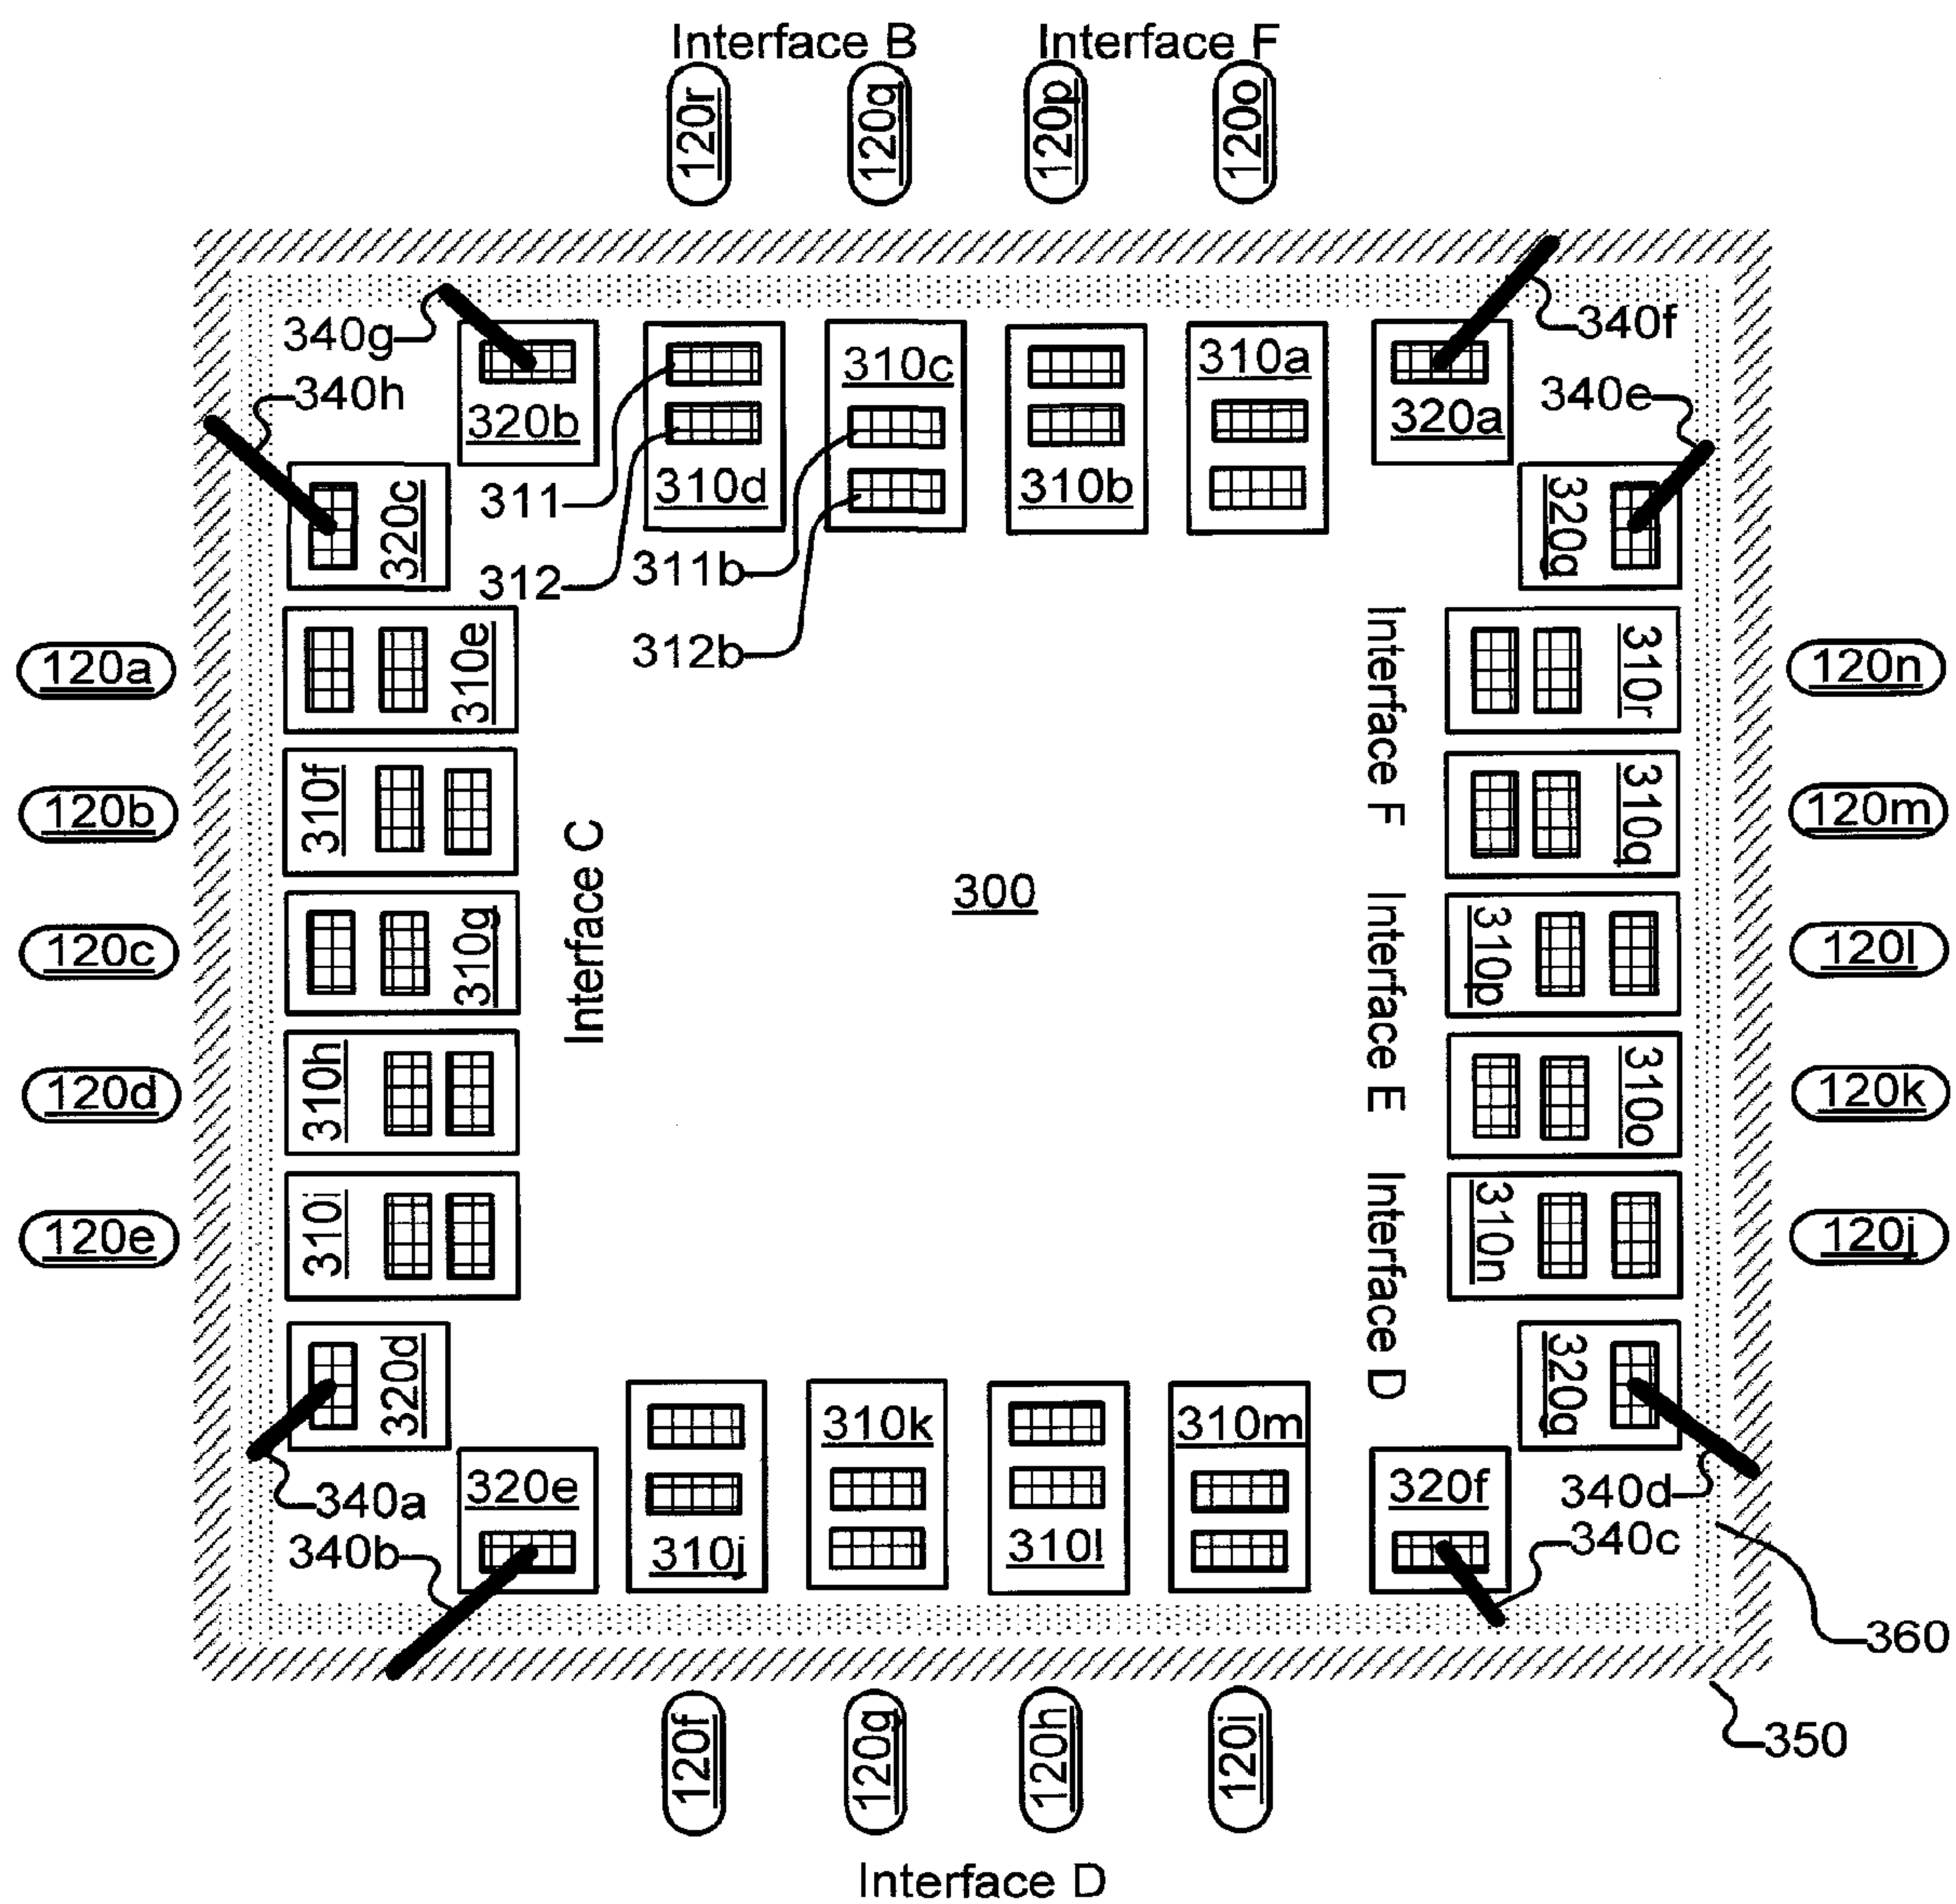 Interface B Interface F
120r 120q 120p 120o
340g 340f
340h 340e
320b 310c 310a 320a
310d 310b
320c 320g
311
312
311b
312b
120a 310e 310r 120n
Interface F
120b 310f 310q 120m
Interface C
300
120c 310g 310p 120l
Interface E
120d 310h 310o 120k
120e 310i 310n 120j
Interface D
320d 320g
310k 310m
320e 320f
340a 340d
310j 310l
340b 340c
360
350
120f 120g 120h 120i
Interface D